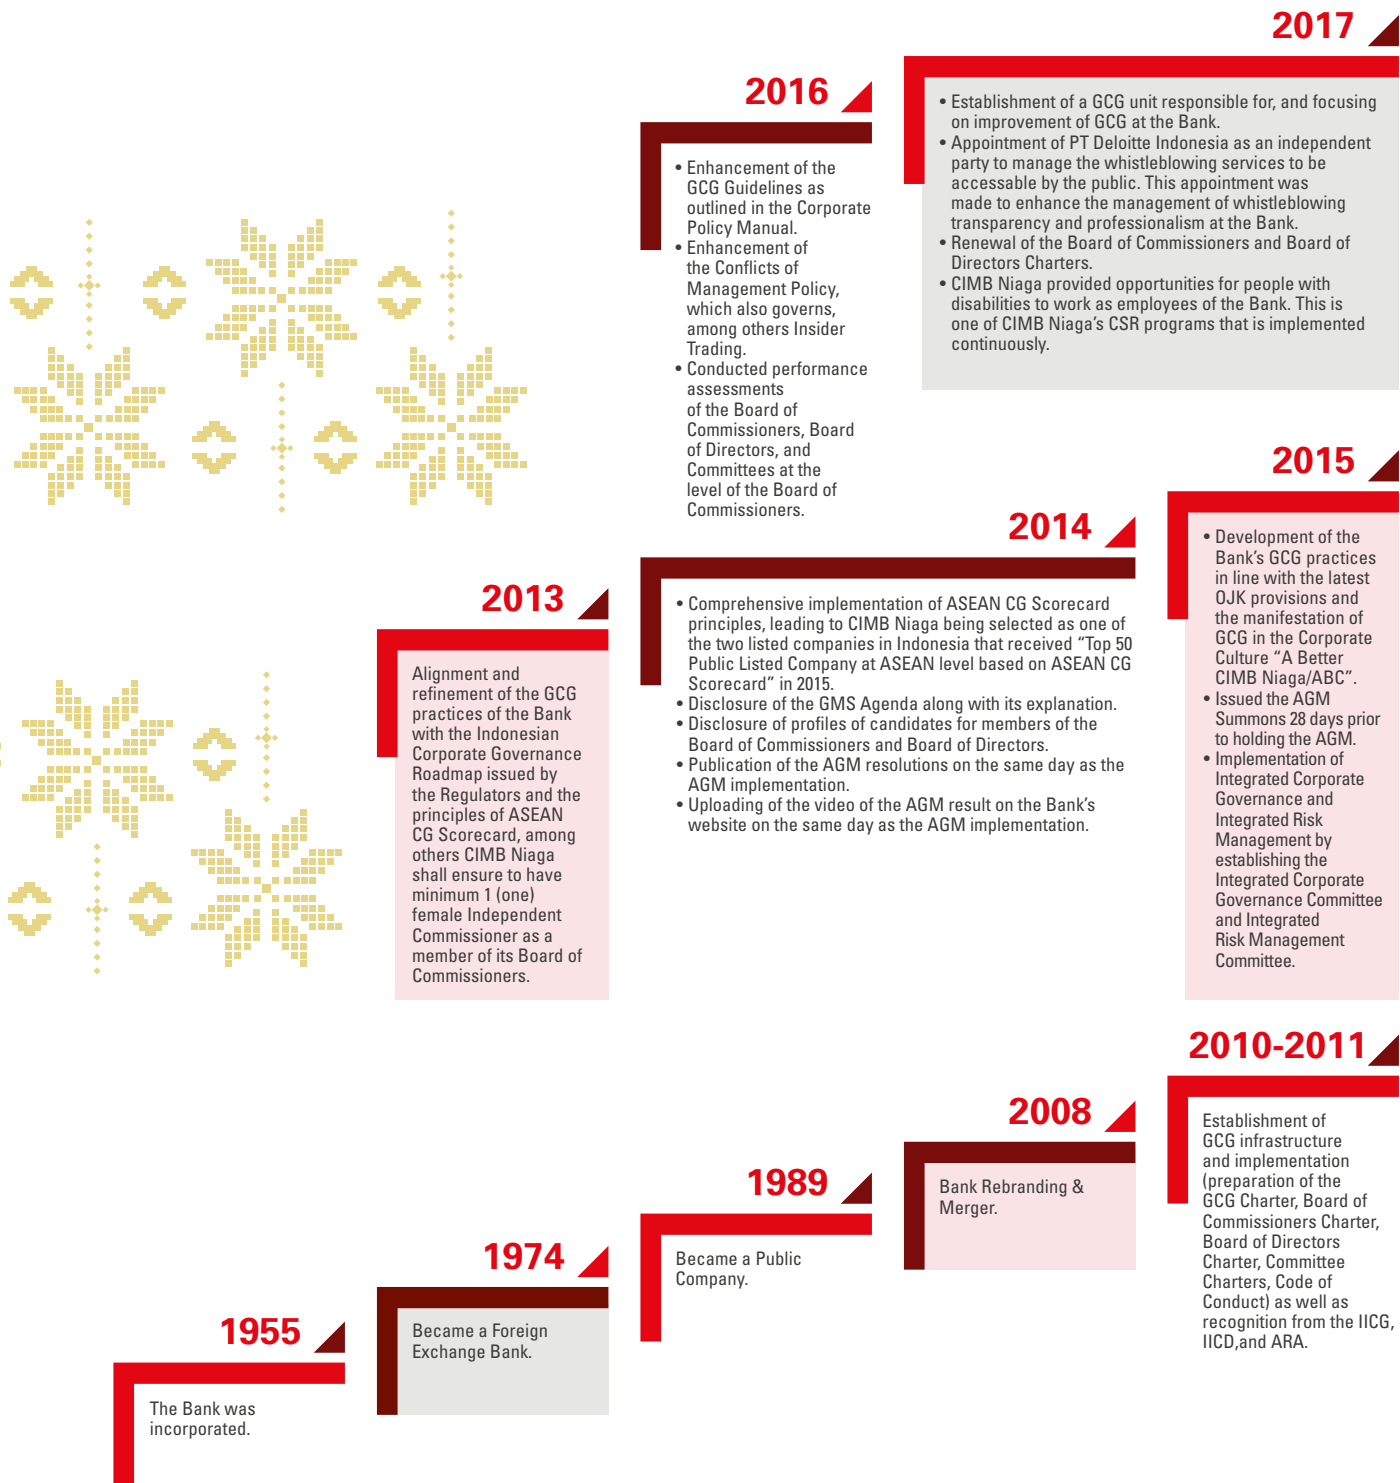 2017
• Establishment of a GCG unit responsible for, and focusing
on improvement of GCG at the Bank.
• Appointment of PT Deloitte Indonesia as an independent
party to manage the whistleblowing services to be
accessable by the public. This appointment was
made to enhance the management of whistleblowing
transparency and professionalism at the Bank.
• Renewal of the Board of Commissioners and Board of
Directors Charters.
• CIMB Niaga provided opportunities for people with
disabilities to work as employees of the Bank. This is
one of CIMB Niaga's CSR programs that is implemented
continuously.
2016
• Enhancement of the
GCG Guidelines as
outlined in the Corporate
Policy Manual.
• Enhancement of
the Conflicts of
Management Policy,
which also governs,
among others Insider
Trading.
• Conducted performance
assessments
of the Board of
Commissioners, Board
of Directors, and
Committees at the
level of the Board of
Commissioners.
2015
• Development of the
Bank's GCG practices
in line with the latest
OJK provisions and
the manifestation of
GCG in the Corporate
Culture “A Better
CIMB Niaga/ABC”.
• Issued the AGM
Summons 28 days prior
to holding the AGM.
• Implementation of
Integrated Corporate
Governance and
Integrated Risk
Management by
establishing the
Integrated Corporate
Governance Committee
and Integrated
Risk Management
Committee.
2014
• Comprehensive implementation of ASEAN CG Scorecard
principles, leading to CIMB Niaga being selected as one of
the two listed companies in Indonesia that received “Top 50
Public Listed Company at ASEAN level based on ASEAN CG
Scorecard” in 2015.
• Disclosure of the GMS Agenda along with its explanation.
• Disclosure of profiles of candidates for members of the
Board of Commissioners and Board of Directors.
• Publication of the AGM resolutions on the same day as the
AGM implementation.
• Uploading of the video of the AGM result on the Bank's
website on the same day as the AGM implementation.
2013
Alignment and
refinement of the GCG
practices of the Bank
with the Indonesian
Corporate Governance
Roadmap issued by
the Regulators and the
principles of ASEAN
CG Scorecard, among
others CIMB Niaga
shall ensure to have
minimum 1 (one)
female Independent
Commissioner as a
member of its Board of
Commissioners.
2010-2011
Establishment of
GCG infrastructure
and implementation
(preparation of the
GCG Charter, Board of
Commissioners Charter,
Board of Directors
Charter, Committee
Charters, Code of
Conduct) as well as
recognition from the IICG,
IICD,and ARA.
2008
Bank Rebranding &
Merger.
1989
Became a Public
Company.
1974
Became a Foreign
Exchange Bank.
1955
The Bank was
incorporated.